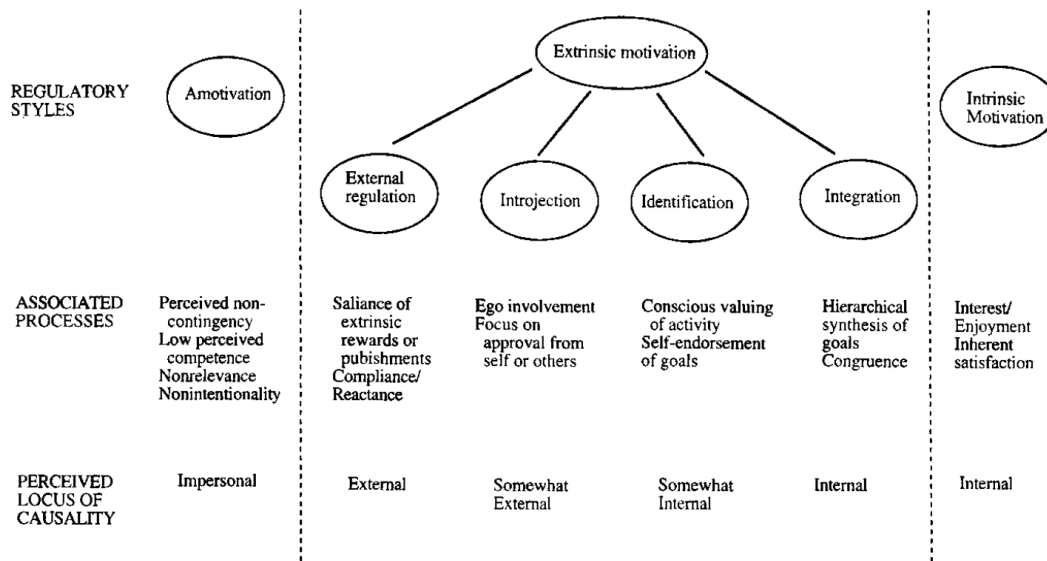 REGULATORY
STYLES
Amotivation
Extrinsic motivation
Intrinsic
Motivation
External
regulation
Introjection
Identification
Integration
ASSOCIATED
PROCESSES
Perceived non-
contingency
Low perceived
competence
Nonrelevance
Nonintentionality
Saliance of
extrinsic
rewards or
pubishments
Compliance/
Reactance
Ego involvement
Focus on
approval from
self or others
Conscious valuing
of activity
Self-endorsement
of goals
Hierarchical
synthesis of
goals
Congruence
Interest/
Enjoyment
Inherent
satisfaction
PERCEIVED
LOCUS OF
CAUSALITY
Impersonal
External
Somewhat
External
Somewhat
Internal
Internal
Internal